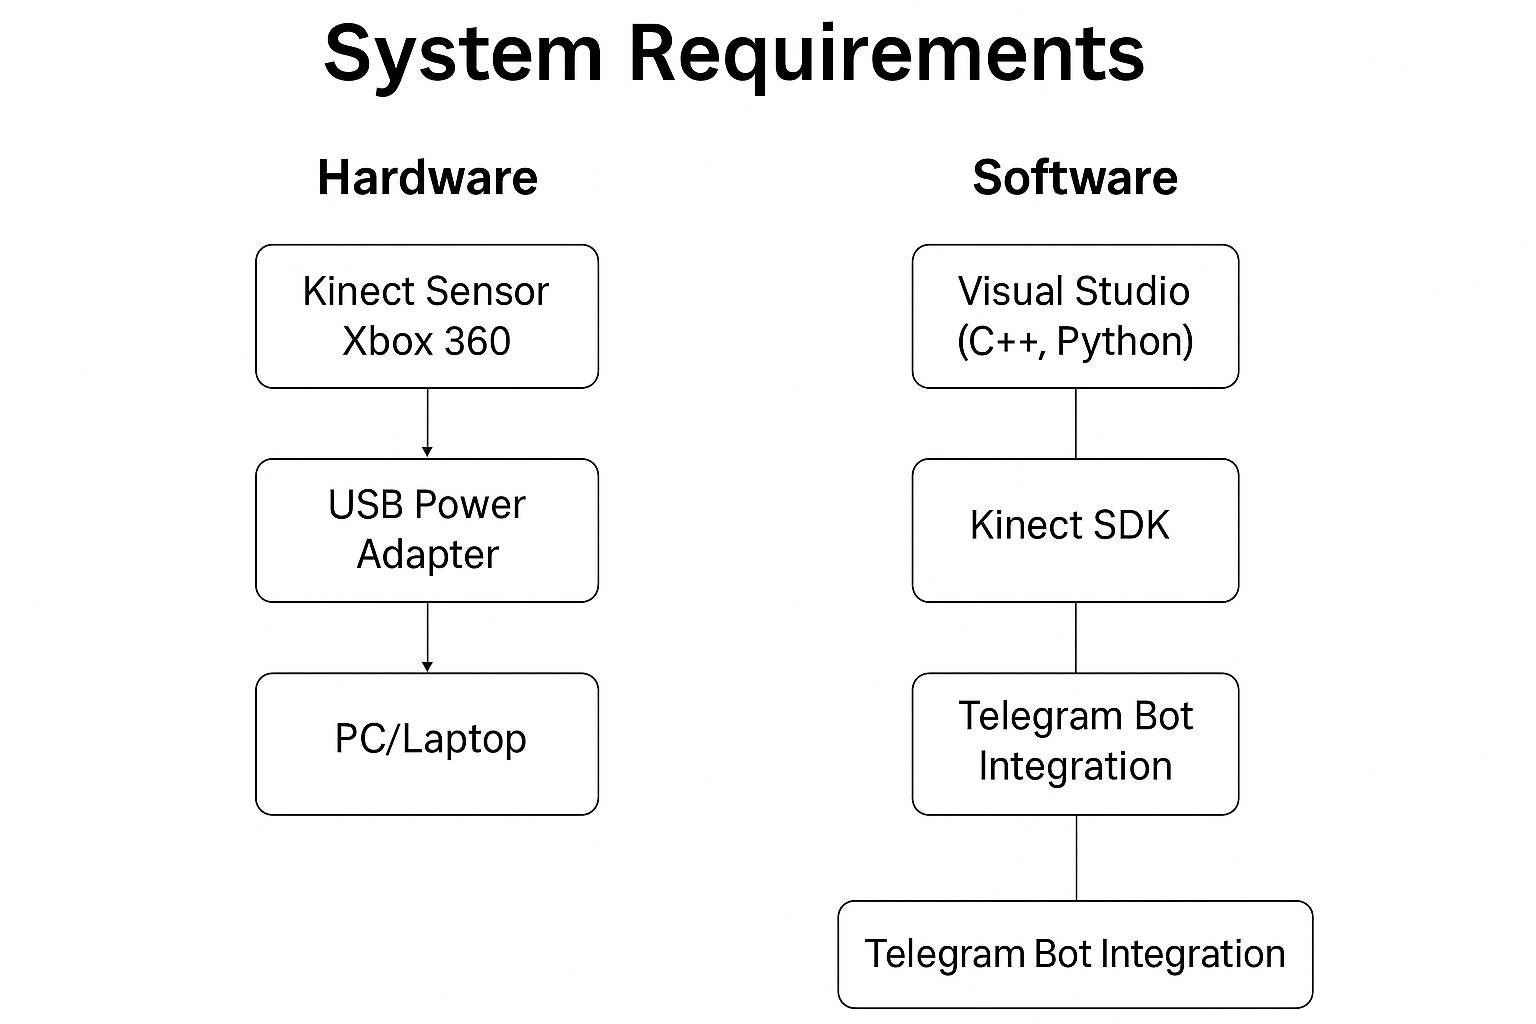 System Requirements
Hardware
Kinect Sensor
Xbox 360
USB Power
Adapter
PC/Laptop
Software
Visual Studio
(C++, Python)
Kinect SDK
Telegram Bot
Integration
Telegram Bot Integration